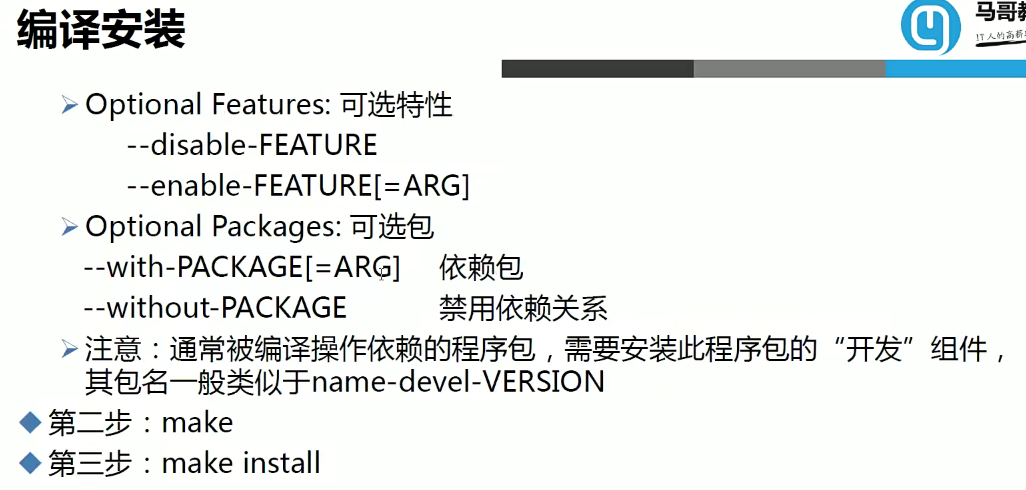 编译安装
马哥教
IT人的高薪
Optional Features: 可选特性
--disable-FEATURE
--enable-FEATURE[=ARG]
Optional Packages: 可选包
--with-PACKAGE[=ARG] 依赖包
--without-PACKAGE 禁用依赖关系
注意：通常被编译操作依赖的程序包，需要安装此程序包的“开发”组件，
其包名一般类似于name-devel-VERSION
第二步：make
第三步：make install